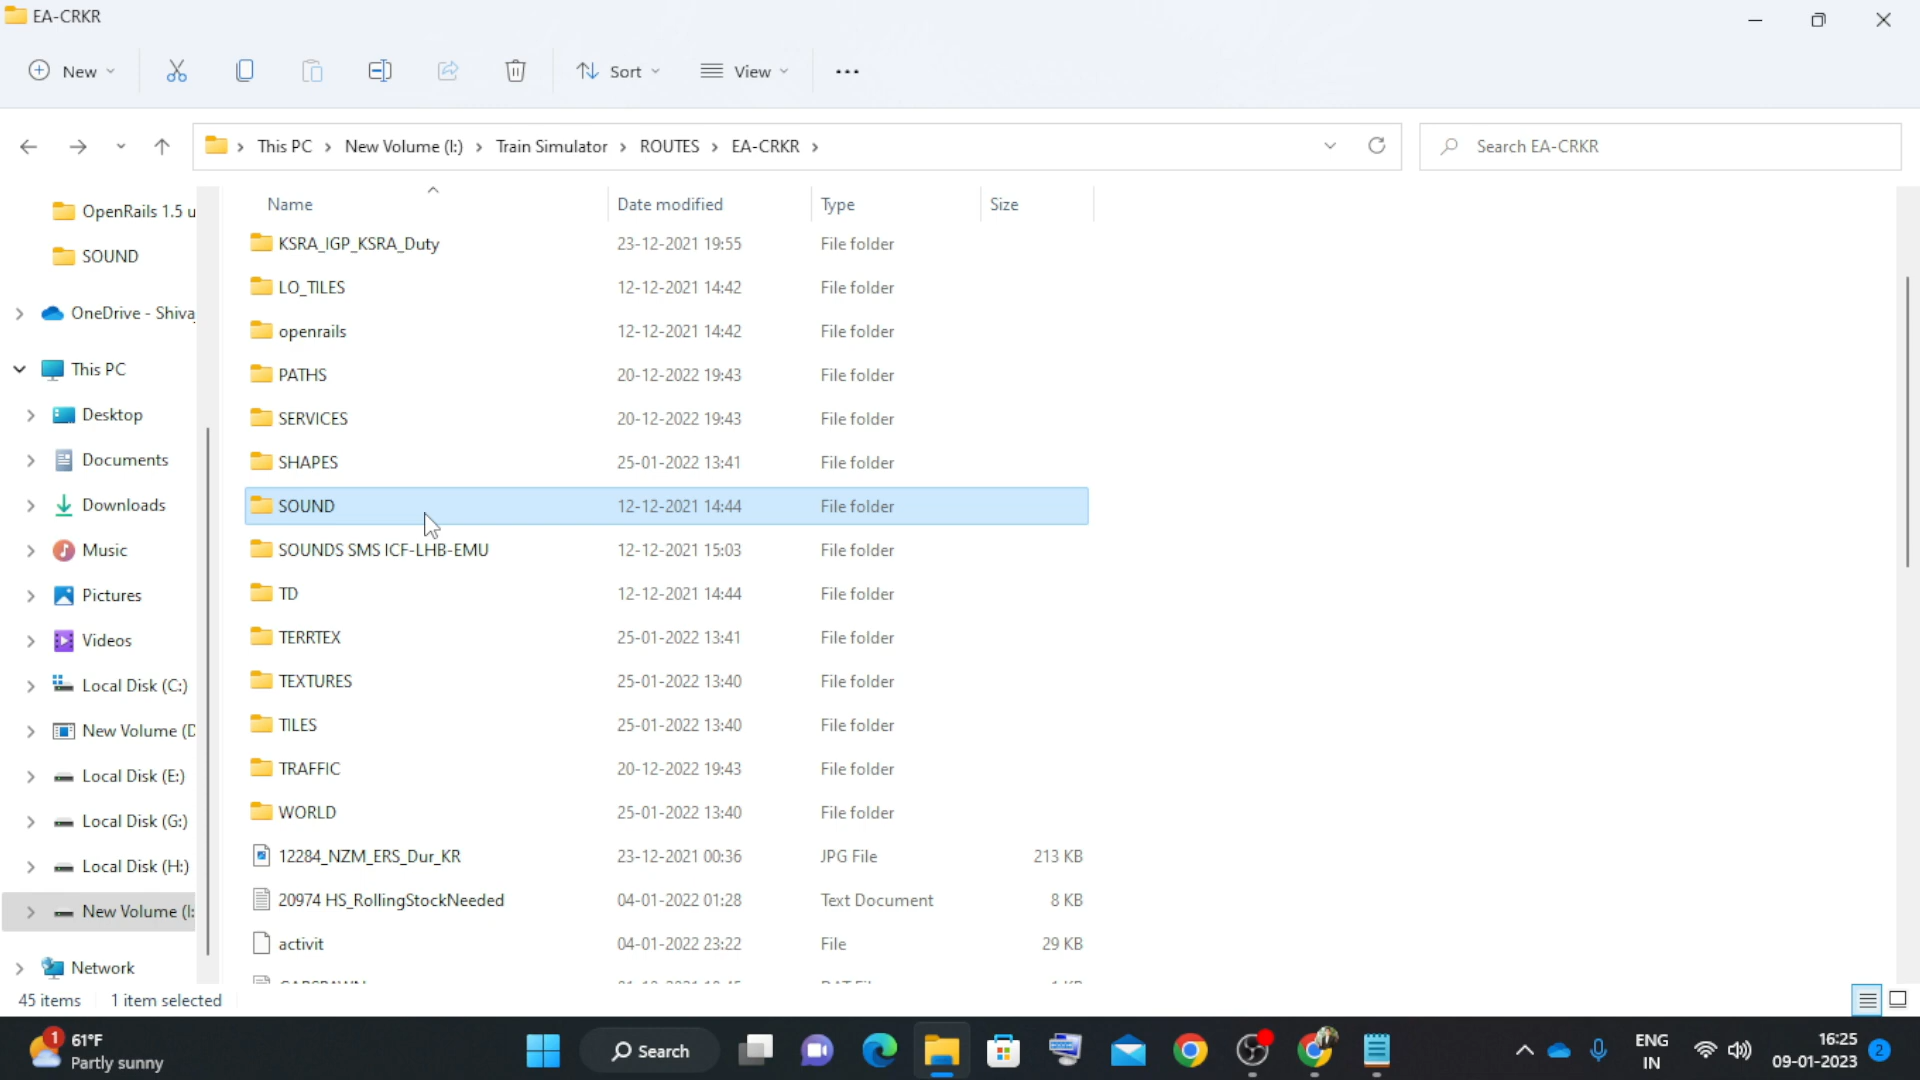 EA-CRKR
New
Sort
View
This PC
New Volume (I:)
Train Simulator
ROUTES
EA-CRKR
Search EA-CRKR
OpenRails 1.5 u
SOUND
OneDrive - Shiva
This PC
Desktop
Documents
Downloads
Music
Pictures
Videos
Local Disk (C:)
New Volume (D
Local Disk (E:)
Local Disk (G:)
Local Disk (H:)
New Volume (I:
Network
Name Date modified Type Size
KSRA_IGP_KSRA_Duty 23-12-2021 19:55 File folder
LO_TILES 12-12-2021 14:42 File folder
openrails 12-12-2021 14:42 File folder
PATHS 20-12-2022 19:43 File folder
SERVICES 20-12-2022 19:43 File folder
SHAPES 25-01-2022 13:41 File folder
SOUND 12-12-2021 14:44 File folder
SOUNDS SMS ICF-LHB-EMU 12-12-2021 15:03 File folder
TD 12-12-2021 14:44 File folder
TERRTEX 25-01-2022 13:41 File folder
TEXTURES 25-01-2022 13:40 File folder
TILES 25-01-2022 13:40 File folder
TRAFFIC 20-12-2022 19:43 File folder
WORLD 25-01-2022 13:40 File folder
12284_NZM_ERS_Dur_KR 23-12-2021 00:36 JPG File 213 KB
20974 HS_RollingStockNeeded 04-01-2022 01:28 Text Document 8 KB
activit 04-01-2022 23:22 File 29 KB
45 items 1 item selected
1
61°F
Partly sunny
Search
ENG
IN
16:25
09-01-2023
2